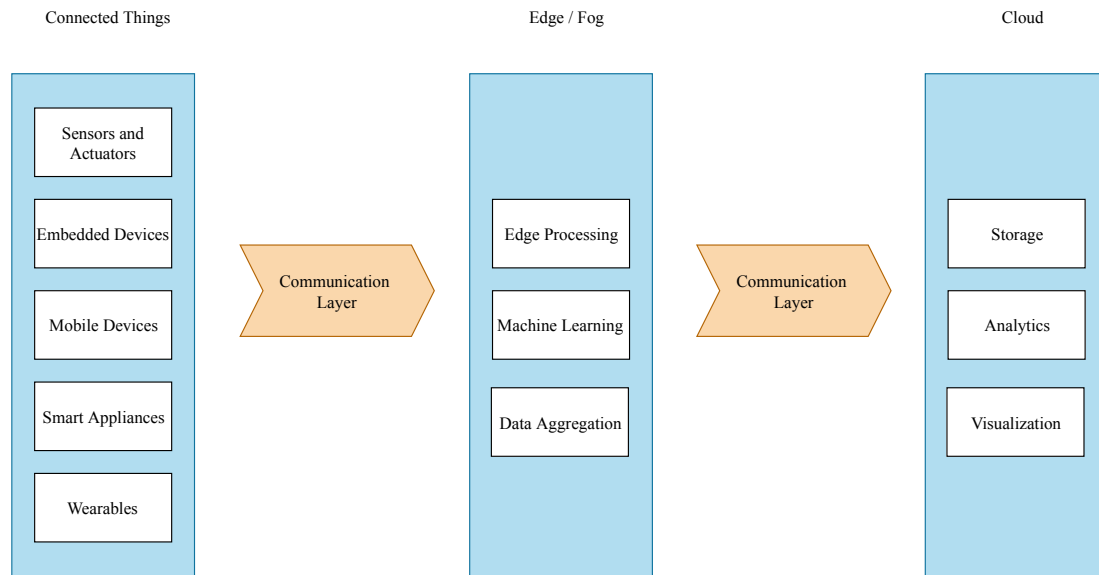 Connected Things
Edge / Fog
Cloud
Sensors and
Actuators
Embedded Devices
Mobile Devices
Smart Appliances
Wearables
Communication
Layer
Edge Processing
Machine Learning
Data Aggregation
Communication
Layer
Storage
Analytics
Visualization